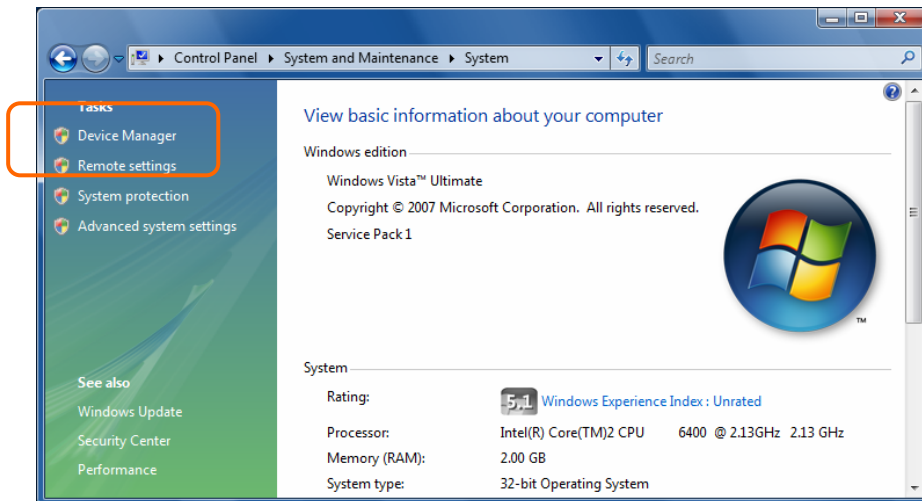 Control Panel ▸ System and Maintenance ▸ System
Search
Tasks
Device Manager
Remote settings
System protection
Advanced system settings
See also
Windows Update
Security Center
Performance
View basic information about your computer
Windows edition
Windows Vista™ Ultimate
Copyright © 2007 Microsoft Corporation. All rights reserved.
Service Pack 1
TM
System
Rating:
5,1 Windows Experience Index : Unrated
Processor: Intel(R) Core(TM)2 CPU 6400 @ 2.13GHz 2.13 GHz
Memory (RAM): 2.00 GB
System type: 32-bit Operating System